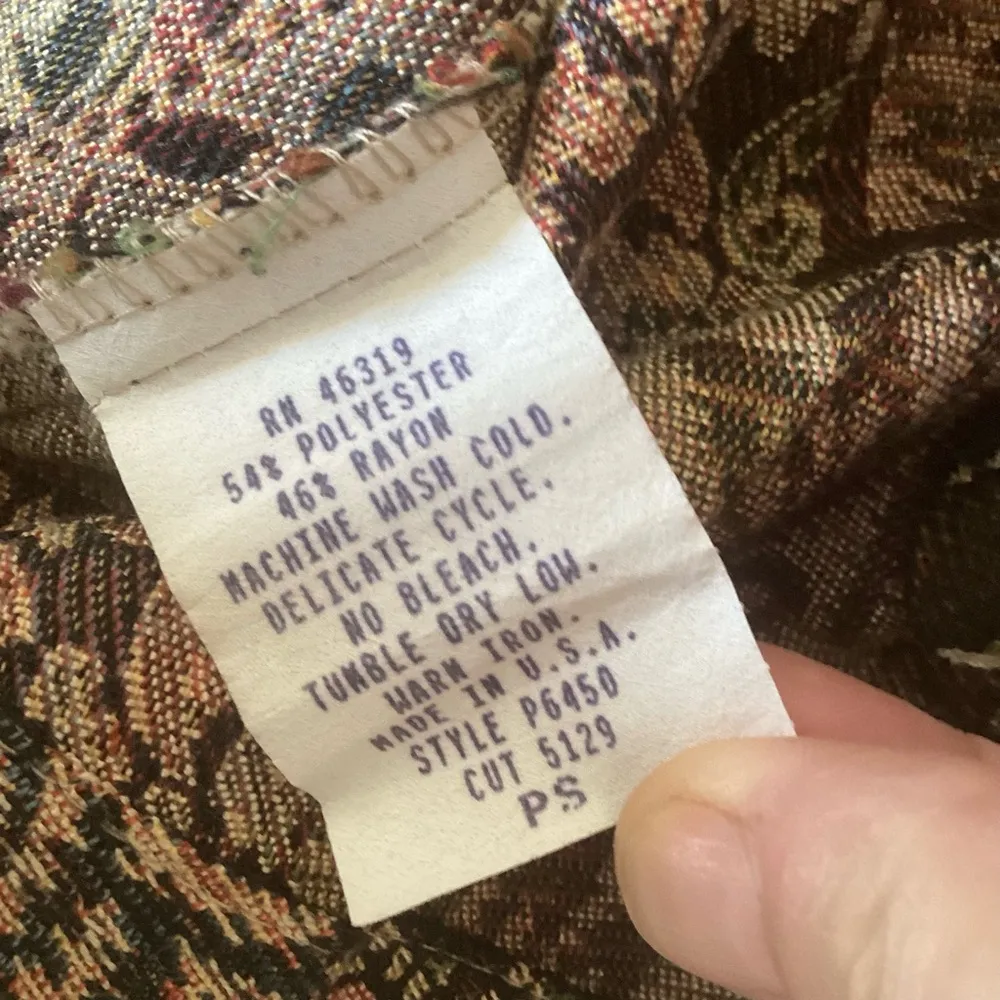 RN 46319
54% POLYESTER
46% RAYON
MACHINE WASH COLD.
DELICATE CYCLE.
NO BLEACH.
TUMBLE DRY LOW.
WARM IRON.
MADE IN U.S.A.
STYLE P6450
CUT 5129
PS